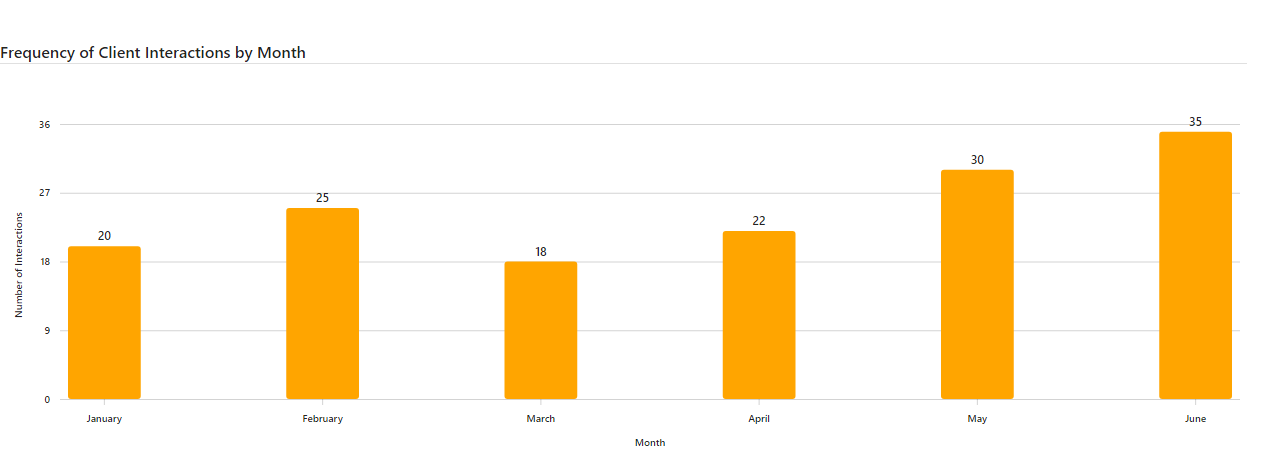 Frequency of Client Interactions by Month
Number of Interactions
36
27
18
9
0
20
25
18
22
30
35
January February March April May June
Month